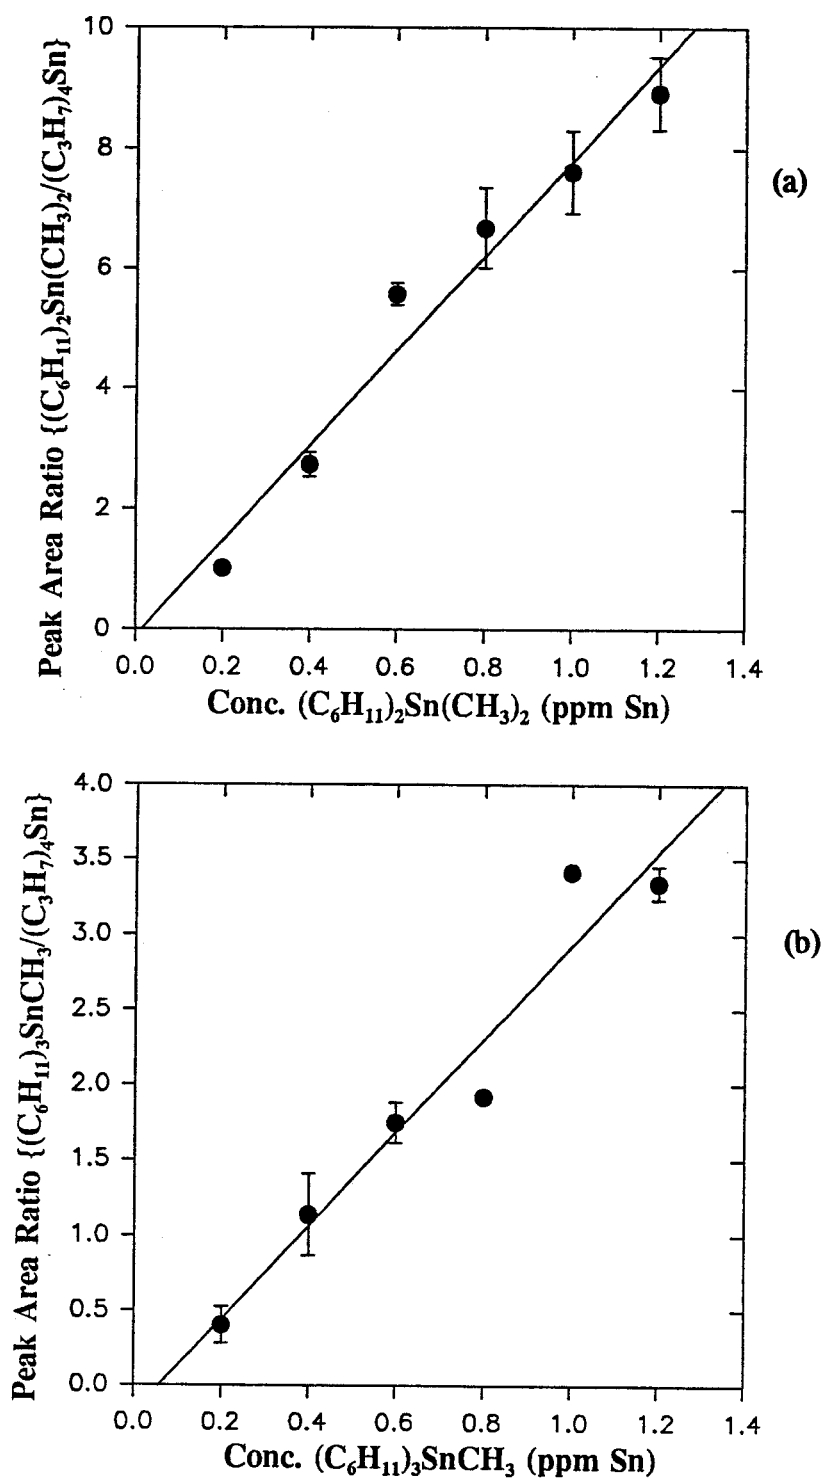 Peak Area Ratio {(C₆H₁₁)₂Sn(CH₃)₂/(C₃H₇)₄Sn}
10
8
6
4
2
0
(a)
0.0 0.2 0.4 0.6 0.8 1.0 1.2 1.4
Conc. (C₆H₁₁)₂Sn(CH₃)₂ (ppm Sn)
Peak Area Ratio {(C₆H₁₁)₃SnCH₃/(C₃H₇)₄Sn}
4.0
3.5
3.0
2.5
2.0
1.5
1.0
0.5
0.0
(b)
0.0 0.2 0.4 0.6 0.8 1.0 1.2 1.4
Conc. (C₆H₁₁)₃SnCH₃ (ppm Sn)